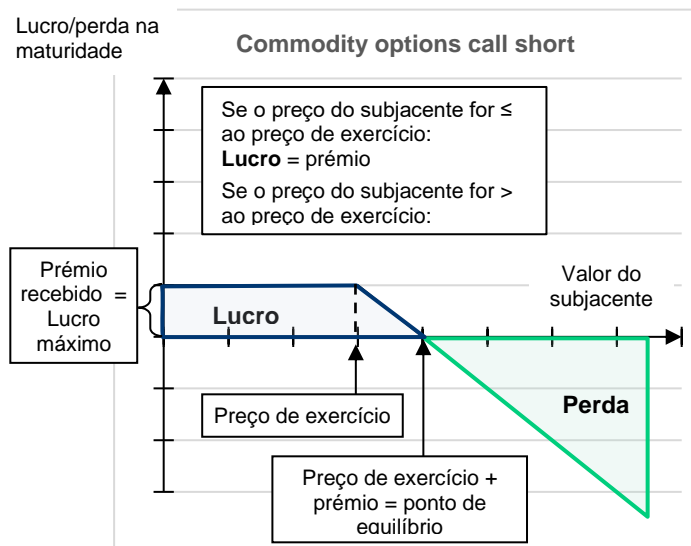 Lucro/perda na
maturidade
Commodity options call short
Se o preço do subjacente for ≤
ao preço de exercício:
Lucro = prémio
Se o preço do subjacente for >
ao preço de exercício:
Prémio
recebido =
Lucro
máximo
Valor do
subjacente
Lucro
Perda
Preço de exercício
Preço de exercício +
prémio = ponto de
equilíbrio